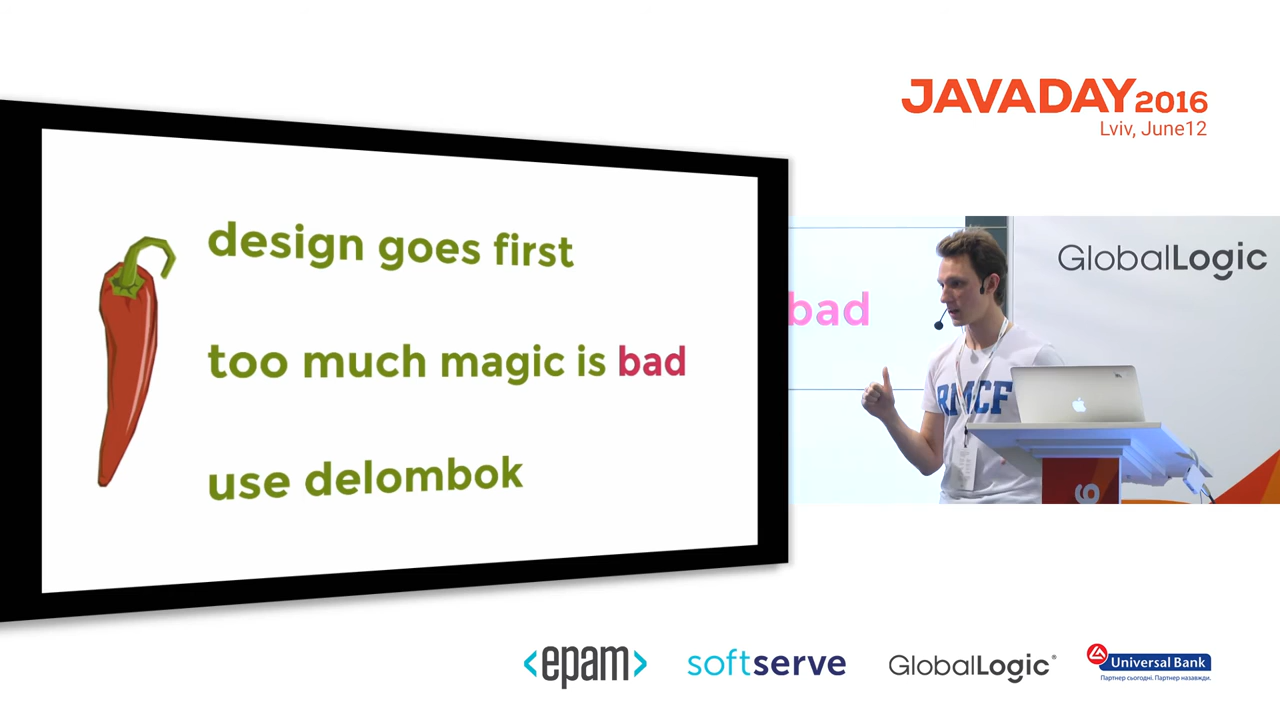 JAVADAY2016
Lviv, June12
design goes first
too much magic is bad
use delombok
bad
GlobalLogic
RMCF
6
<epam>
softserve
GlobalLogic®
Universal Bank
Партнер сьогодні. Партнер назавжди.